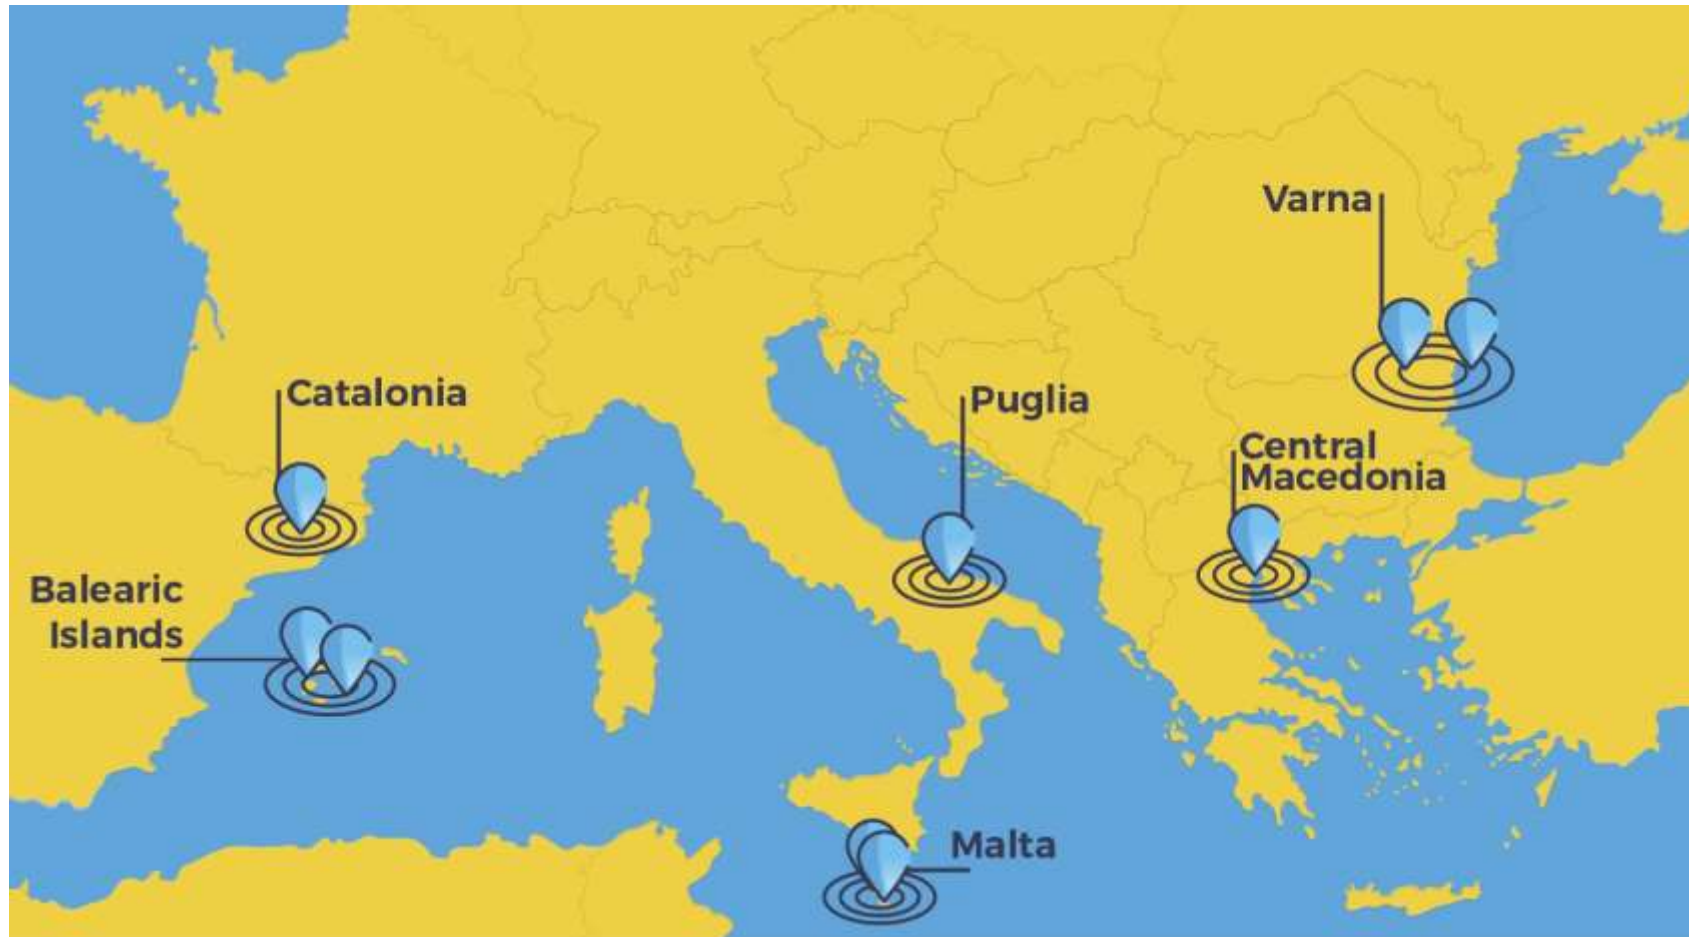 Varna
Catalonia
Puglia
Central
Macedonia
Balearic
Islands
Malta